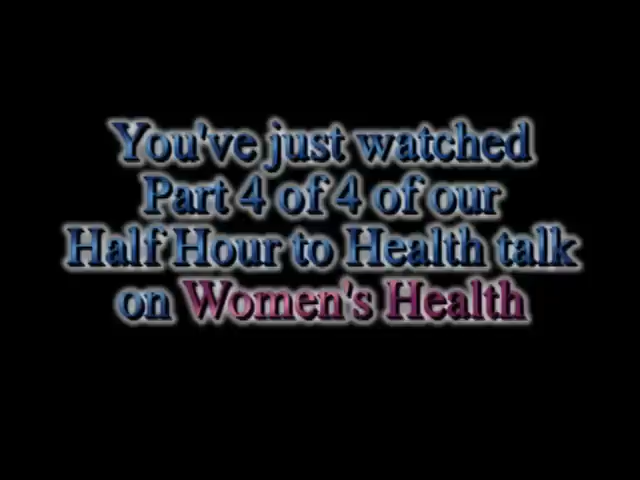 You've just watched
Part 4 of 4 of our
Half Hour to Health talk
on Women's Health